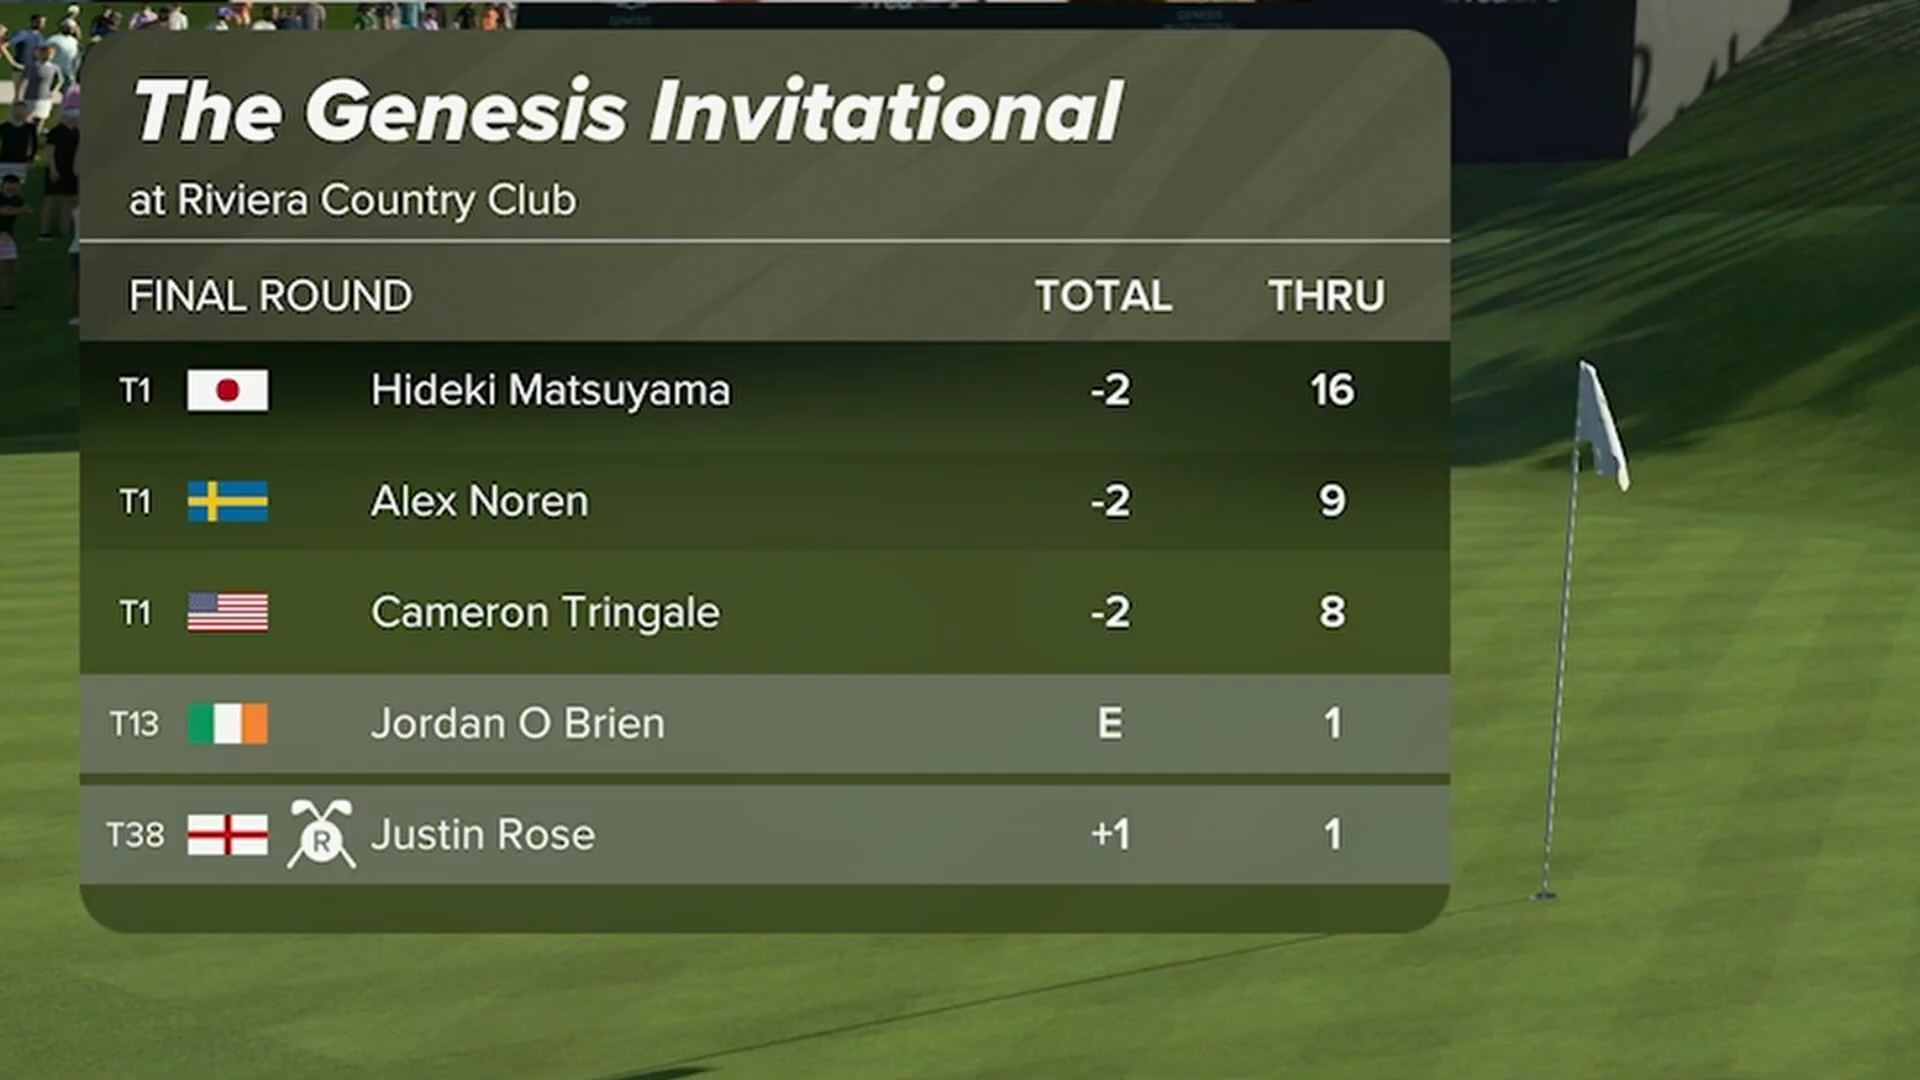 The Genesis Invitational
at Riviera Country Club
FINAL ROUND TOTAL THRU
T1 Hideki Matsuyama -2 16
T1 Alex Noren -2 9
T1 Cameron Tringale -2 8
T13 Jordan O Brien E 1
T38 R Justin Rose +1 1